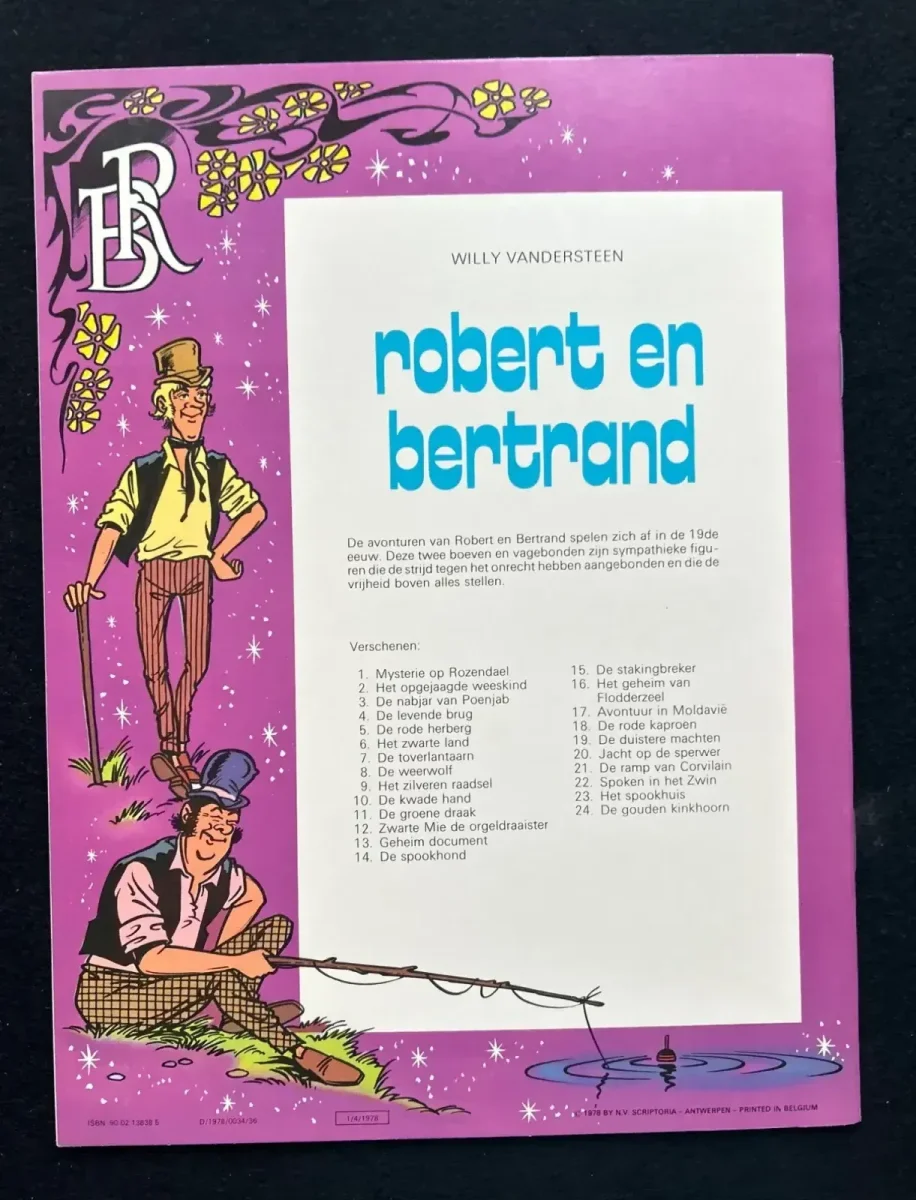 BR
WILLY VANDERSTEEN
robert en
bertrand
De avonturen van Robert en Bertrand spelen zich af in de 19de
eeuw. Deze twee boeven en vagebonden zijn sympathieke figu-
ren die de strijd tegen het onrecht hebben aangebonden en die de
vrijheid boven alles stellen.
Verschenen:
1. Mysterie op Rozendael
2. Het opgejaagde weeskind
3. De nabjar van Poenjab
4. De levende brug
5. De rode herberg
6. Het zwarte land
7. De toverlantaarn
8. De weerwolf
9. Het zilveren raadsel
10. De kwade hand
11. De groene draak
12. Zwarte Mie de orgeldraaister
13. Geheim document
14. De spookhond
15. De stakingbreker
16. Het geheim van
Flodderzeel
17. Avontuur in Moldavië
18. De rode kaproen
19. De duistere machten
20. Jacht op de sperwer
21. De ramp van Corvilain
22. Spoken in het Zwin
23. Het spookhuis
24. De gouden kinkhoorn
ISBN 90 02 13838 5
D/1978/0034/36
1/4/1978
© 1978 BY N.V. SCRIPTORIA – ANTWERPEN – PRINTED IN BELGIUM